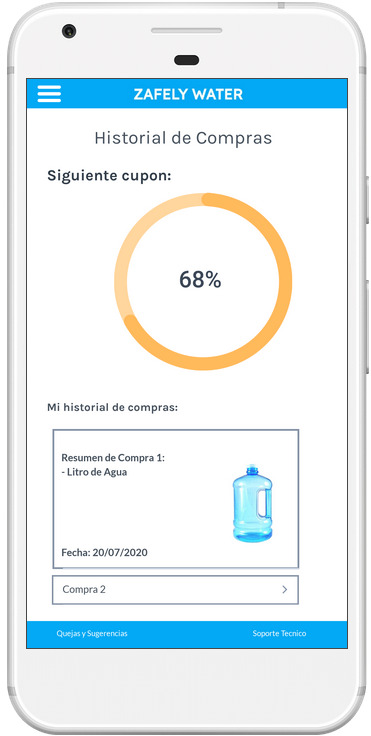 ZAFELY WATER
Historial de Compras
Siguiente cupon:
68%
Mi historial de compras:
Resumen de Compra 1:
- Litro de Agua
Fecha: 20/07/2020
Compra 2
Quejas y Sugerencias
Soporte Tecnico